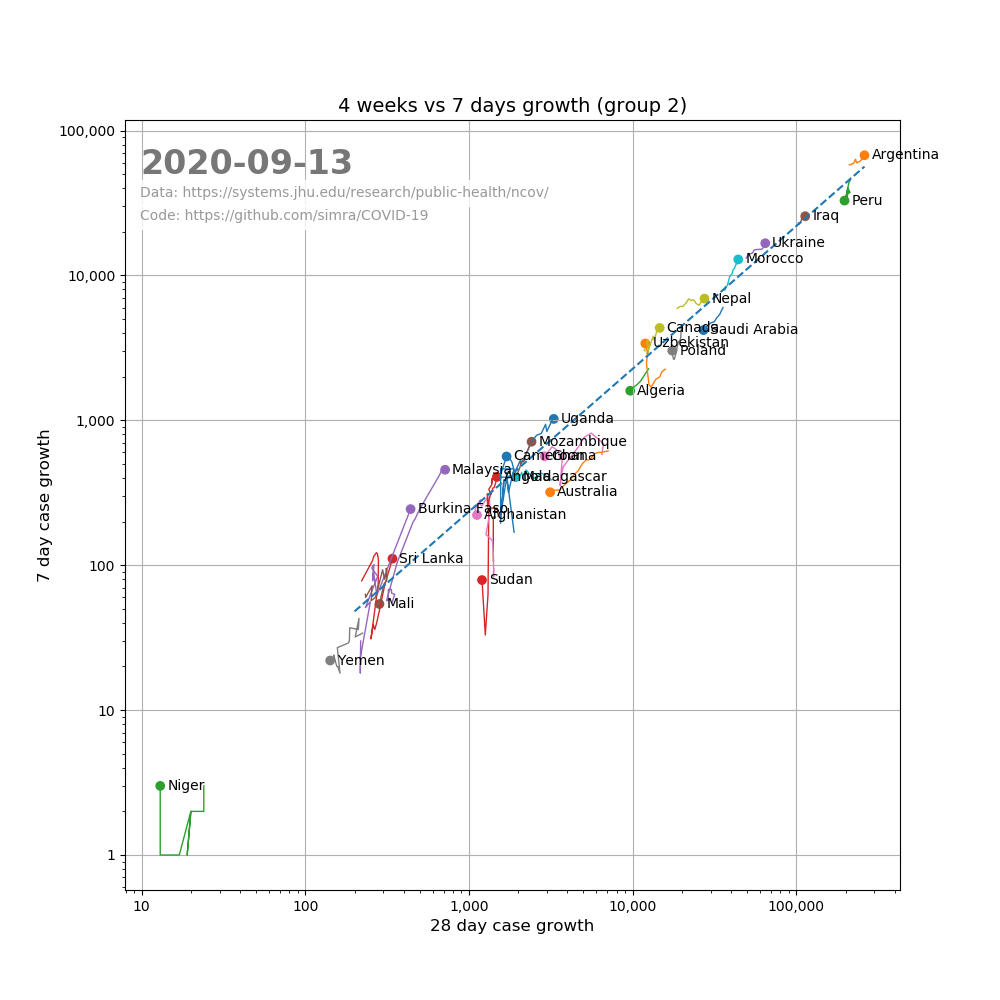 4 weeks vs 7 days growth (group 2)
100,000
2020-09-13
Data: https://systems.jhu.edu/research/public-health/ncov/
Code: https://github.com/simra/COVID-19
Argentina
Peru
Iraq
Ukraine
Morocco
10,000
Nepal
Canada
Saudi Arabia
Uzbekistan
Poland
Algeria
1,000
Uganda
Mozambique
Cameroon
Ghana
Malaysia
Angola
Madagascar
Australia
Burkina Faso
Afghanistan
7 day case growth
100
Sri Lanka
Sudan
Mali
Yemen
10
Niger
1
10
100
1,000
10,000
100,000
28 day case growth